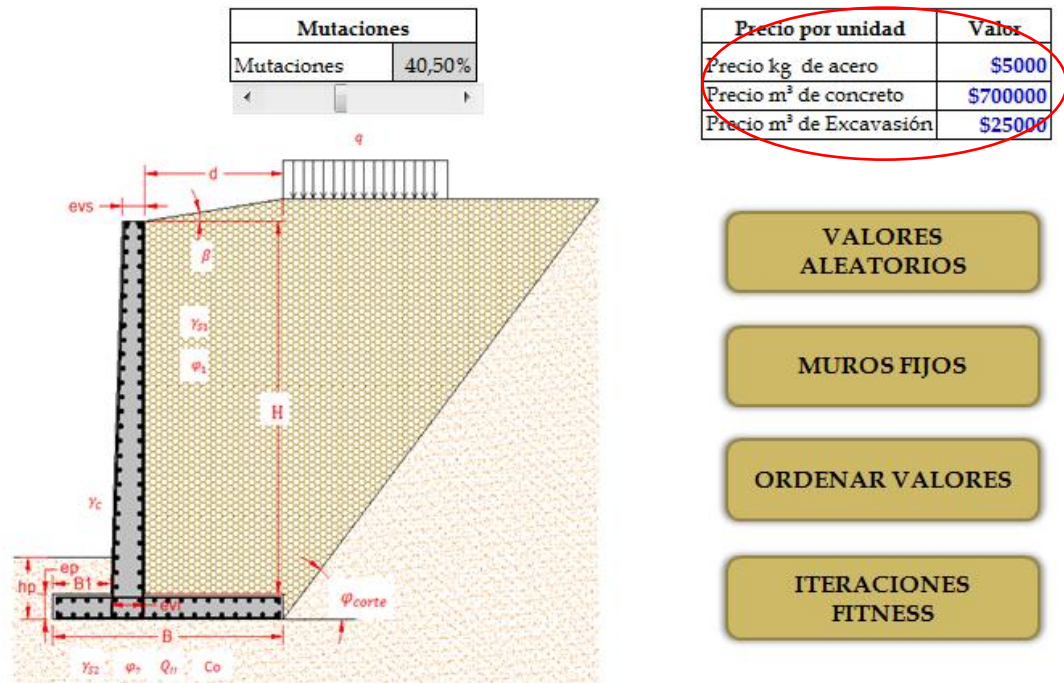 Mutaciones
Mutaciones 40,50%
Precio por unidad Valor
Precio kg de acero $5000
Precio m³ de concreto $700000
Precio m³ de Excavasión $25000
q
d
evs
β
γS1
φ1
H
γc
hp
ep
B1
evi
φcorte
B
γS2 φ2 Co
VALORES
ALEATORIOS
MUROS FIJOS
ORDENAR VALORES
ITERACIONES
FITNESS